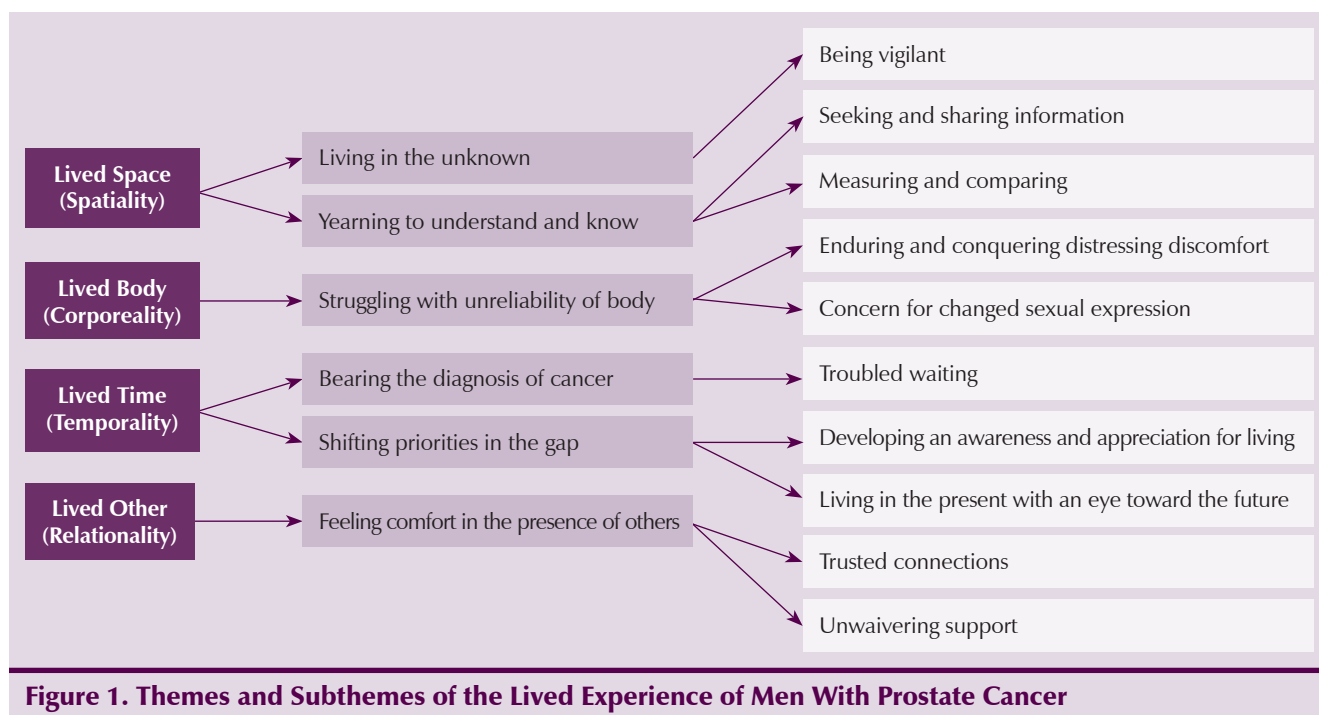 Lived Space
(Spatiality)
Lived Body
(Corporeality)
Lived Time
(Temporality)
Lived Other
(Relationality)
Living in the unknown
Yearning to understand and know
Struggling with unreliability of body
Bearing the diagnosis of cancer
Shifting priorities in the gap
Feeling comfort in the presence of others
Being vigilant
Seeking and sharing information
Measuring and comparing
Enduring and conquering distressing discomfort
Concern for changed sexual expression
Troubled waiting
Developing an awareness and appreciation for living
Living in the present with an eye toward the future
Trusted connections
Unwaivering support
Figure 1. Themes and Subthemes of the Lived Experience of Men With Prostate Cancer